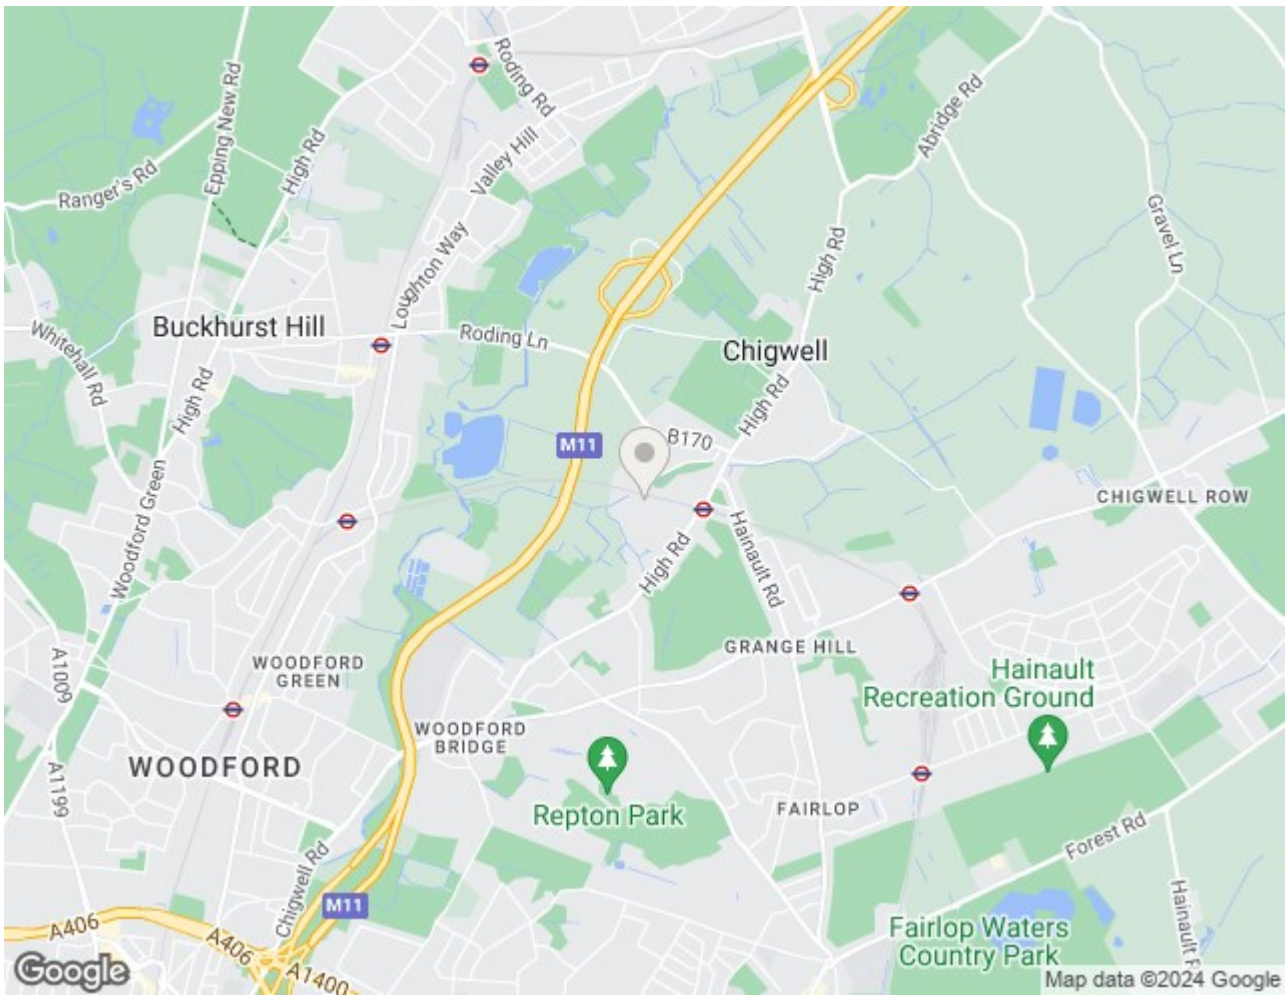 Roding Rd
Epping New Rd
High Rd
Valley Hill
Abridge Rd
Ranger's Rd
Gravel Ln
Loughton Way
High Rd
Buckhurst Hill
Roding Ln
Whitehall Rd
Chigwell
High Rd
High Rd
M11
B170
Woodford Green
CHIGWELL ROW
Hainault Rd
High Rd
GRANGE HILL
A1009
WOODFORD
GREEN
Hainault
Recreation Ground
WOODFORD
BRIDGE
WOODFORD
A1199
Repton Park
FAIRLOP
Forest Rd
Chigwell Rd
M11
Hainault R
A406
A406
Fairlop Waters
Country Park
A1400
Google
Map data ©2024 Google